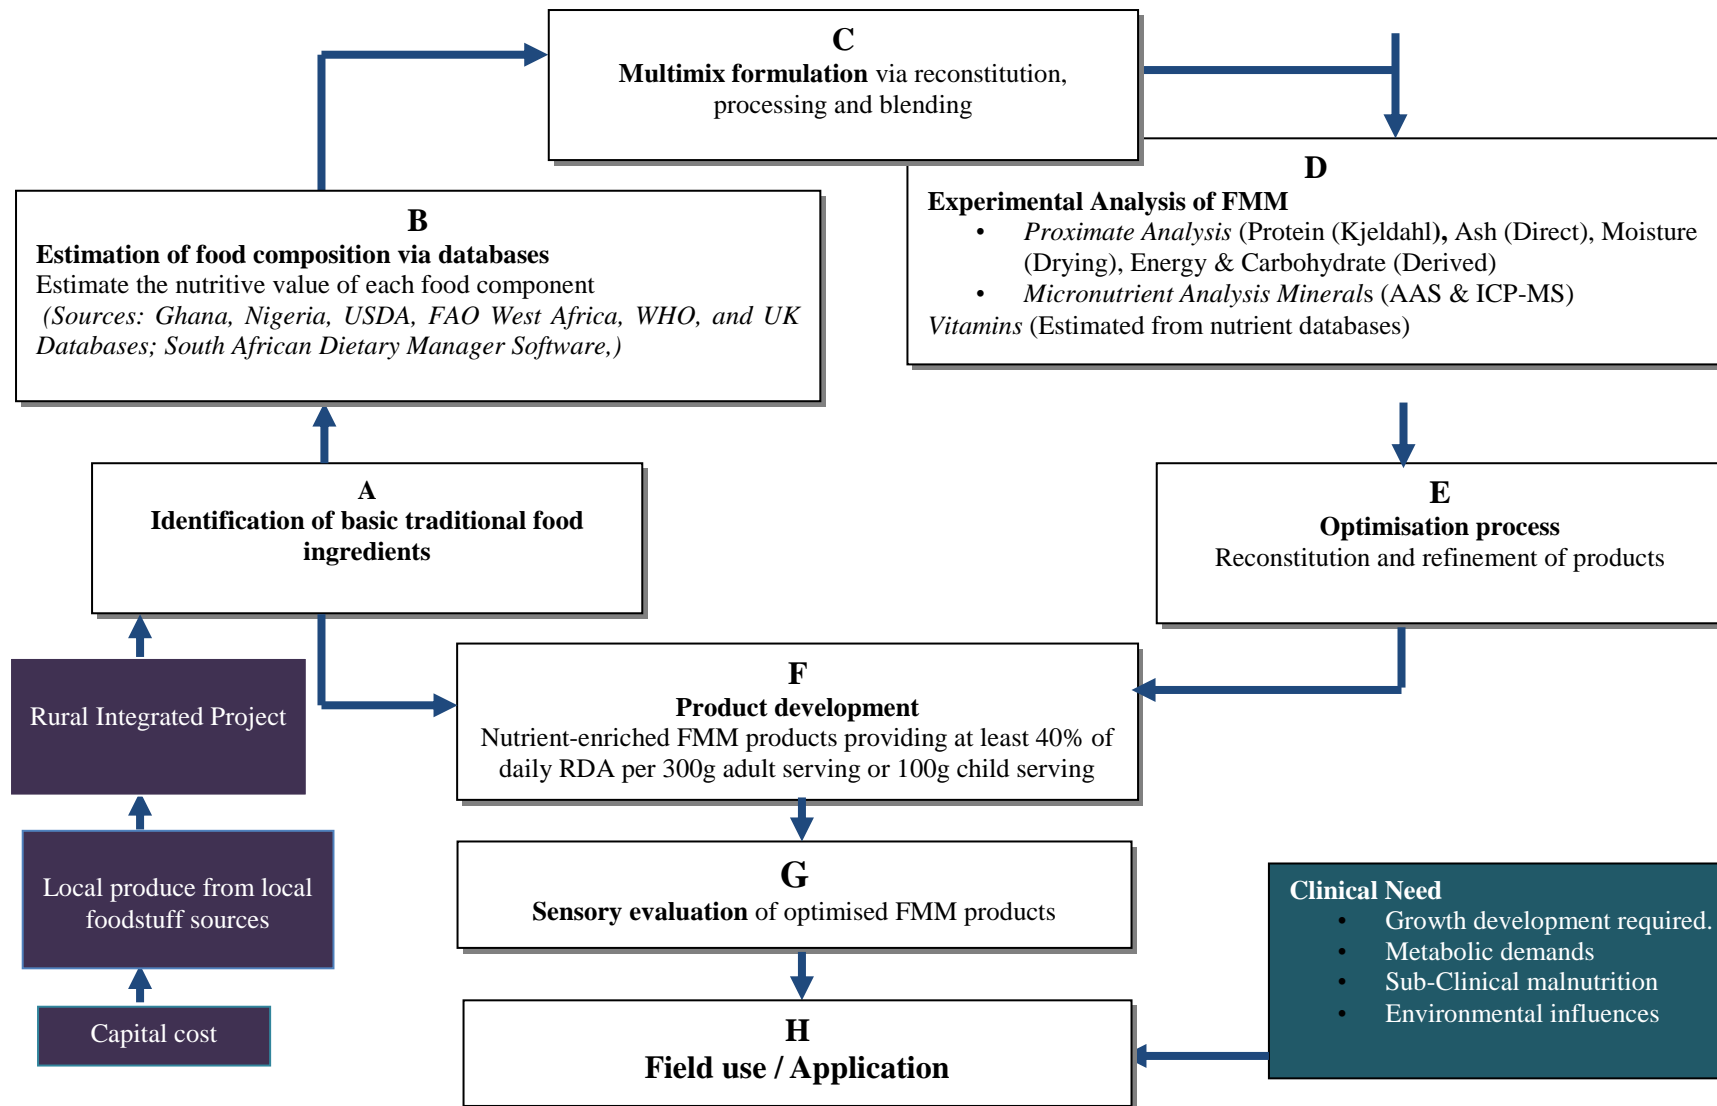 C
Multimix formulation via reconstitution,
processing and blending
D
Experimental Analysis of FMM
• Proximate Analysis (Protein (Kjeldahl), Ash (Direct), Moisture
(Drying), Energy & Carbohydrate (Derived)
• Micronutrient Analysis Minerals (AAS & ICP-MS)
Vitamins (Estimated from nutrient databases)
B
Estimation of food composition via databases
Estimate the nutritive value of each food component
(Sources: Ghana, Nigeria, USDA, FAO West Africa, WHO, and UK
Databases; South African Dietary Manager Software,)
A
Identification of basic traditional food
ingredients
E
Optimisation process
Reconstitution and refinement of products
Rural Integrated Project
F
Product development
Nutrient-enriched FMM products providing at least 40% of
daily RDA per 300g adult serving or 100g child serving
Local produce from local
foodstuff sources
G
Sensory evaluation of optimised FMM products
Clinical Need
• Growth development required.
• Metabolic demands
• Sub-Clinical malnutrition
• Environmental influences
Capital cost
H
Field use / Application